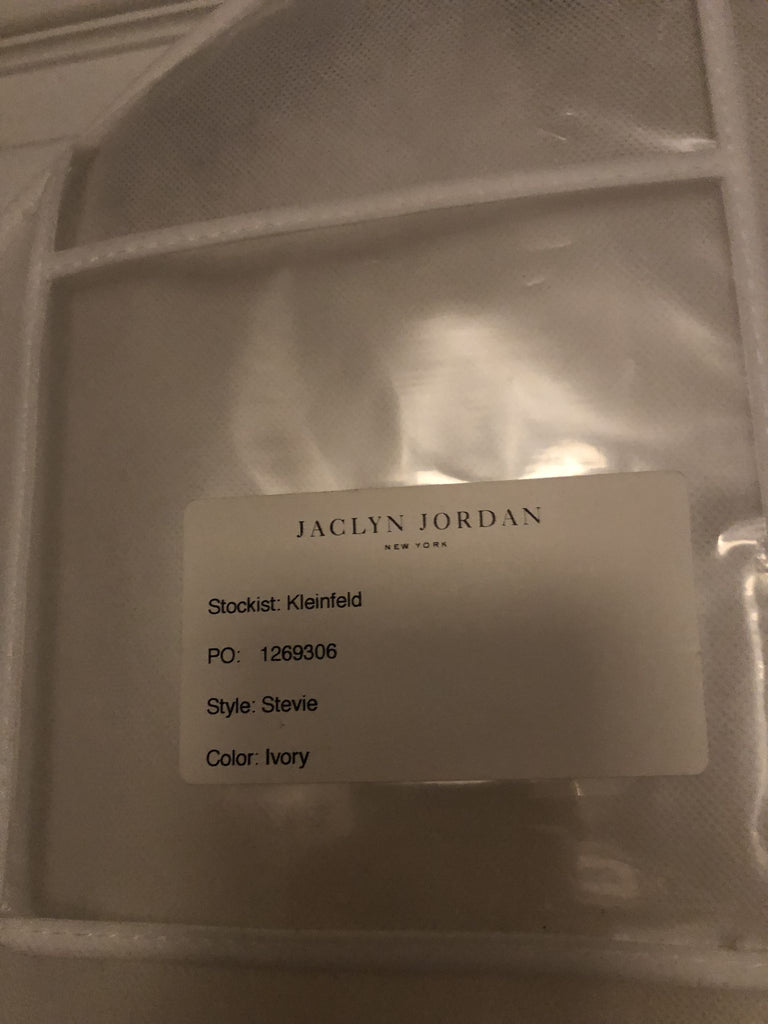 JACLYN JORDAN
NEW YORK
Stockist: Kleinfeld
PO: 1269306
Style: Stevie
Color: Ivory